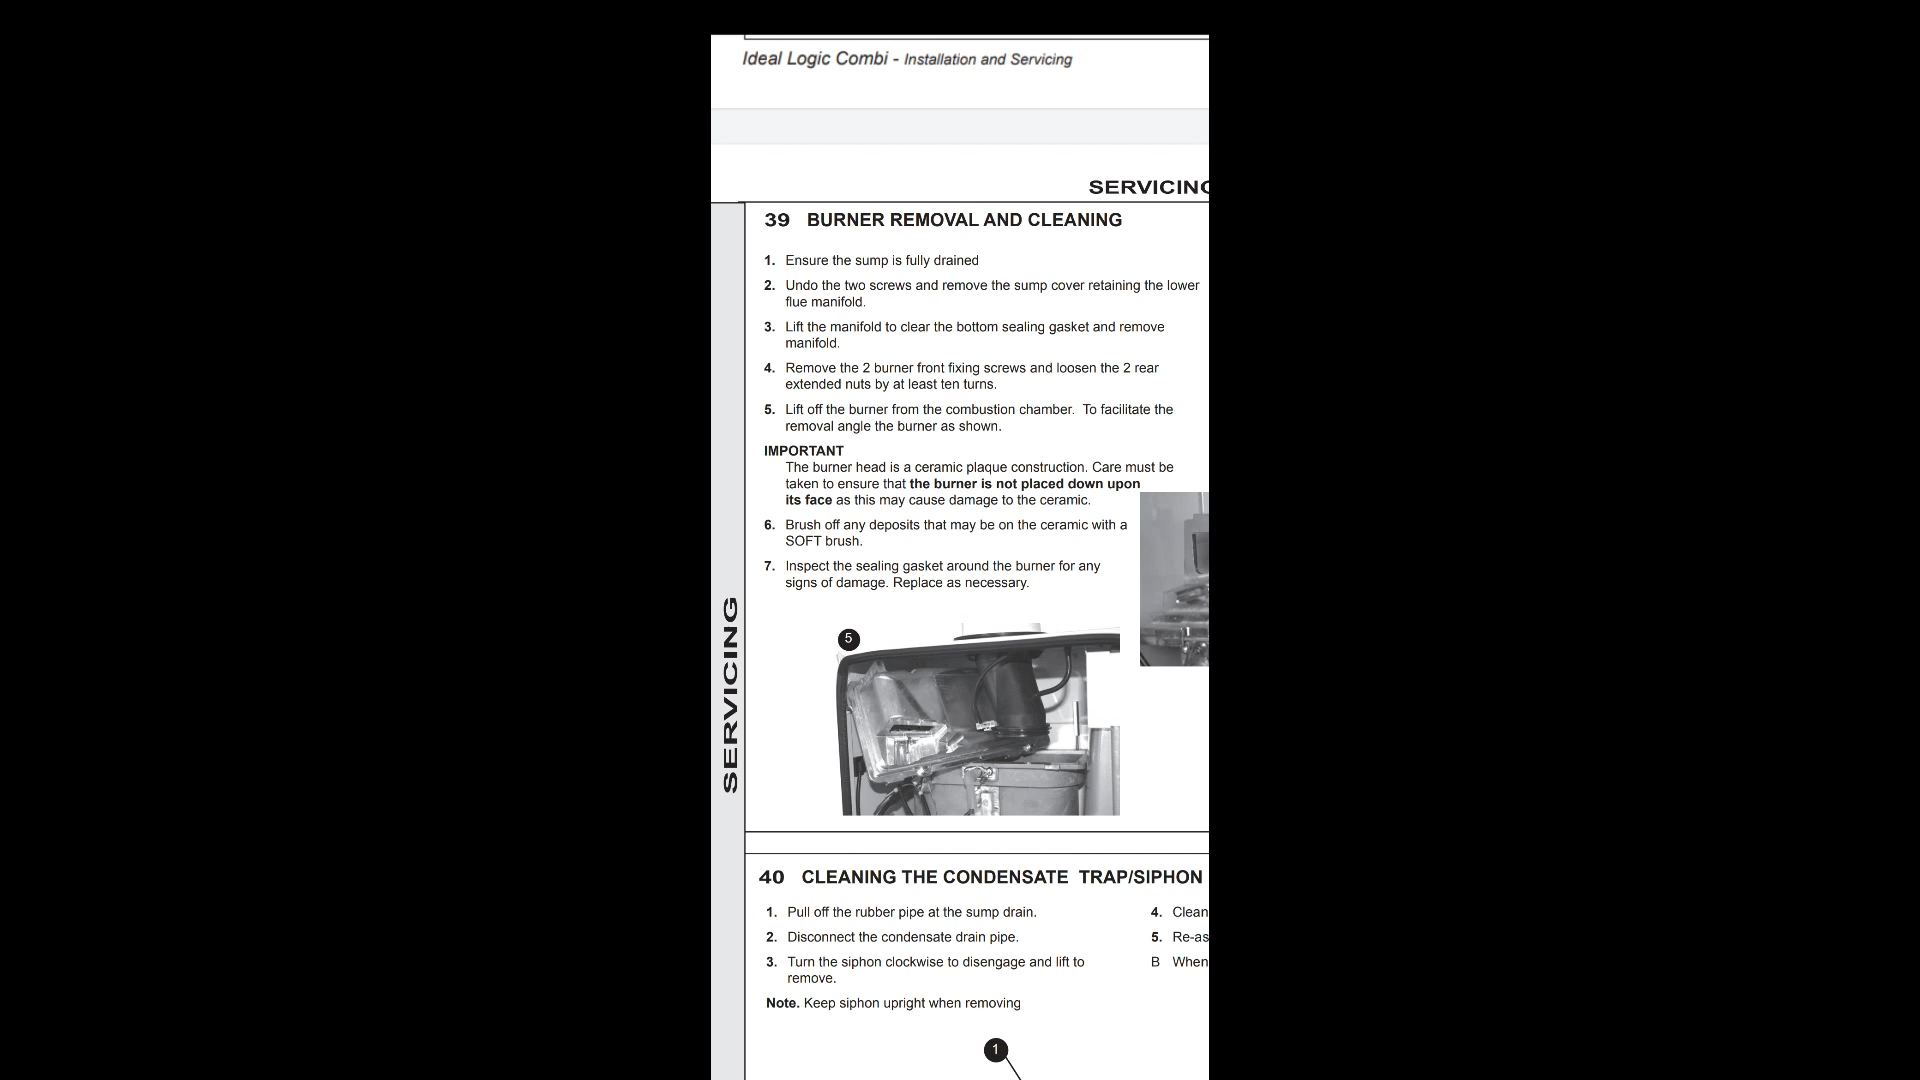 Ideal Logic Combi - Installation and Servicing
SERVICING
39 BURNER REMOVAL AND CLEANING
1. Ensure the sump is fully drained
2. Undo the two screws and remove the sump cover retaining the lower
flue manifold.
3. Lift the manifold to clear the bottom sealing gasket and remove
manifold.
4. Remove the 2 burner front fixing screws and loosen the 2 rear
extended nuts by at least ten turns.
5. Lift off the burner from the combustion chamber. To facilitate the
removal angle the burner as shown.
IMPORTANT
The burner head is a ceramic plaque construction. Care must be
taken to ensure that the burner is not placed down upon
its face as this may cause damage to the ceramic.
6. Brush off any deposits that may be on the ceramic with a
SOFT brush.
7. Inspect the sealing gasket around the burner for any
signs of damage. Replace as necessary.
5
SERVICING
40 CLEANING THE CONDENSATE TRAP/SIPHON
1. Pull off the rubber pipe at the sump drain.
2. Disconnect the condensate drain pipe.
3. Turn the siphon clockwise to disengage and lift to
remove.
Note. Keep siphon upright when removing
4. Clean
5. Re-as
B When
1